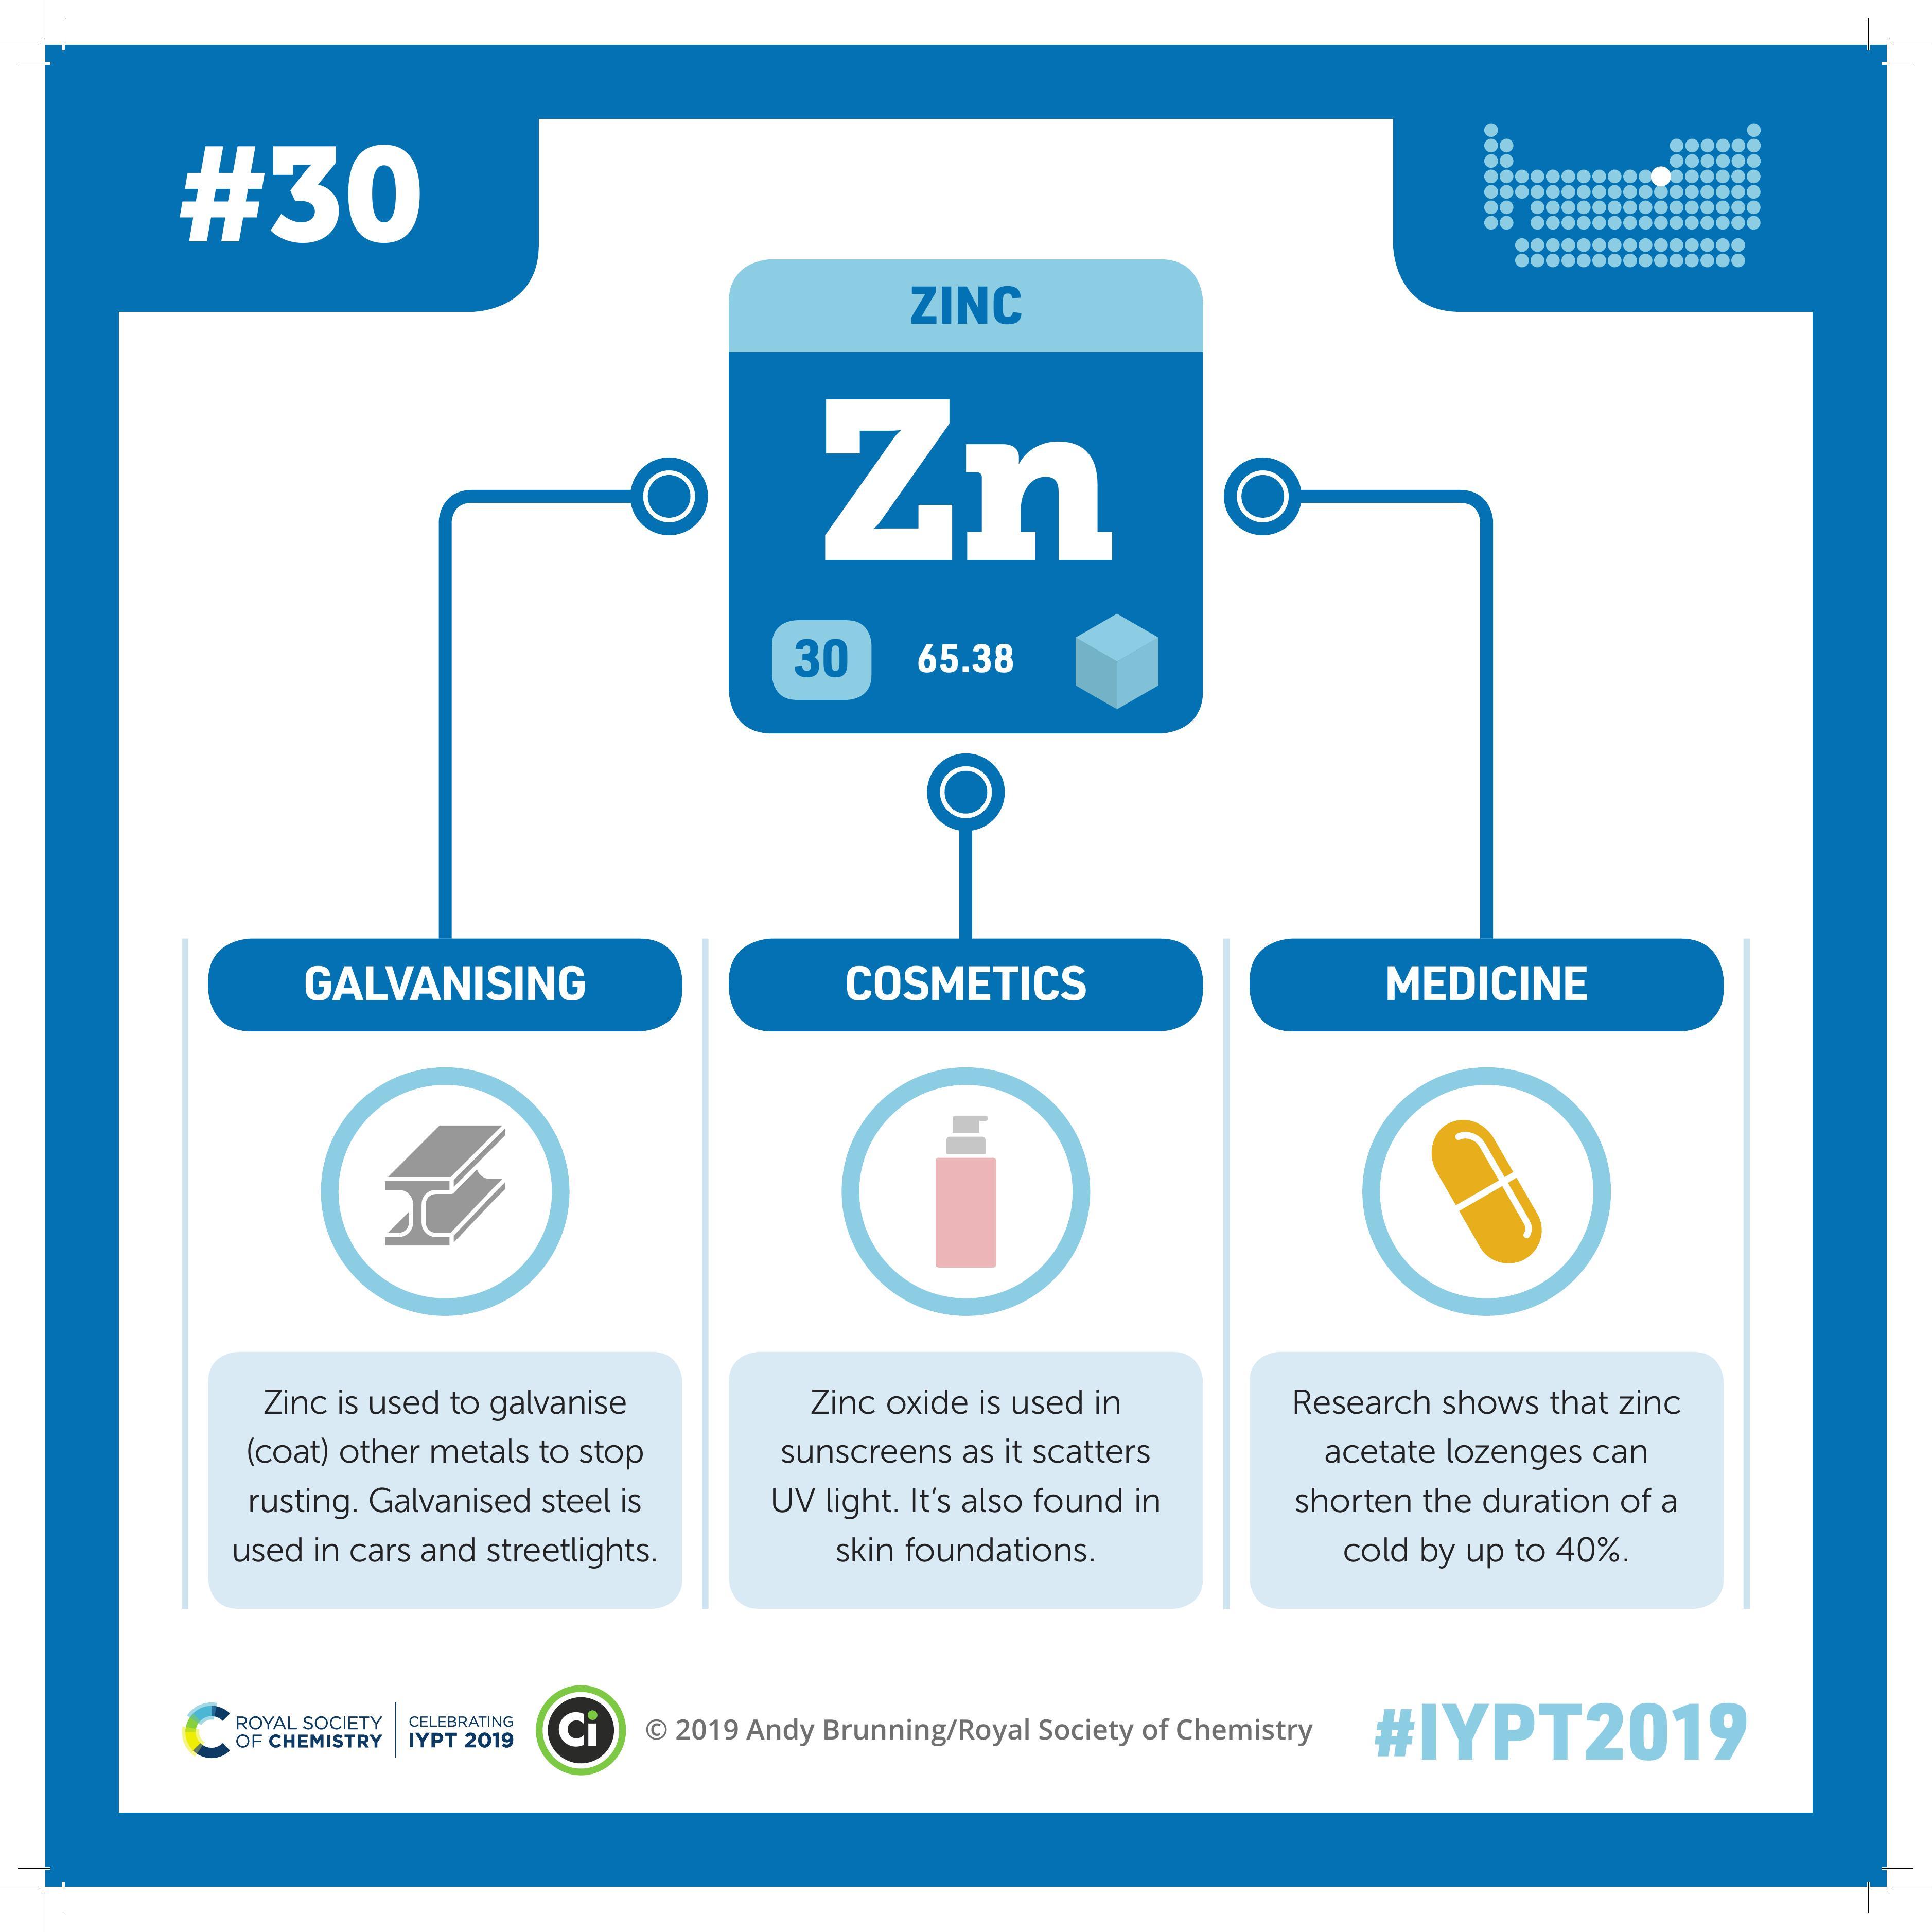 #30
ZINC
Zn
30 65.38
GALVANISING
Zinc is used to galvanise
(coat) other metals to stop
rusting. Galvanised steel is
used in cars and streetlights.
COSMETICS
Zinc oxide is used in
sunscreens as it scatters
UV light. It’s also found in
skin foundations.
MEDICINE
Research shows that zinc
acetate lozenges can
shorten the duration of a
cold by up to 40%.
ROYAL SOCIETY
OF CHEMISTRY
CELEBRATING
IYPT 2019
Ci
© 2019 Andy Brunning/Royal Society of Chemistry
#IYPT2019